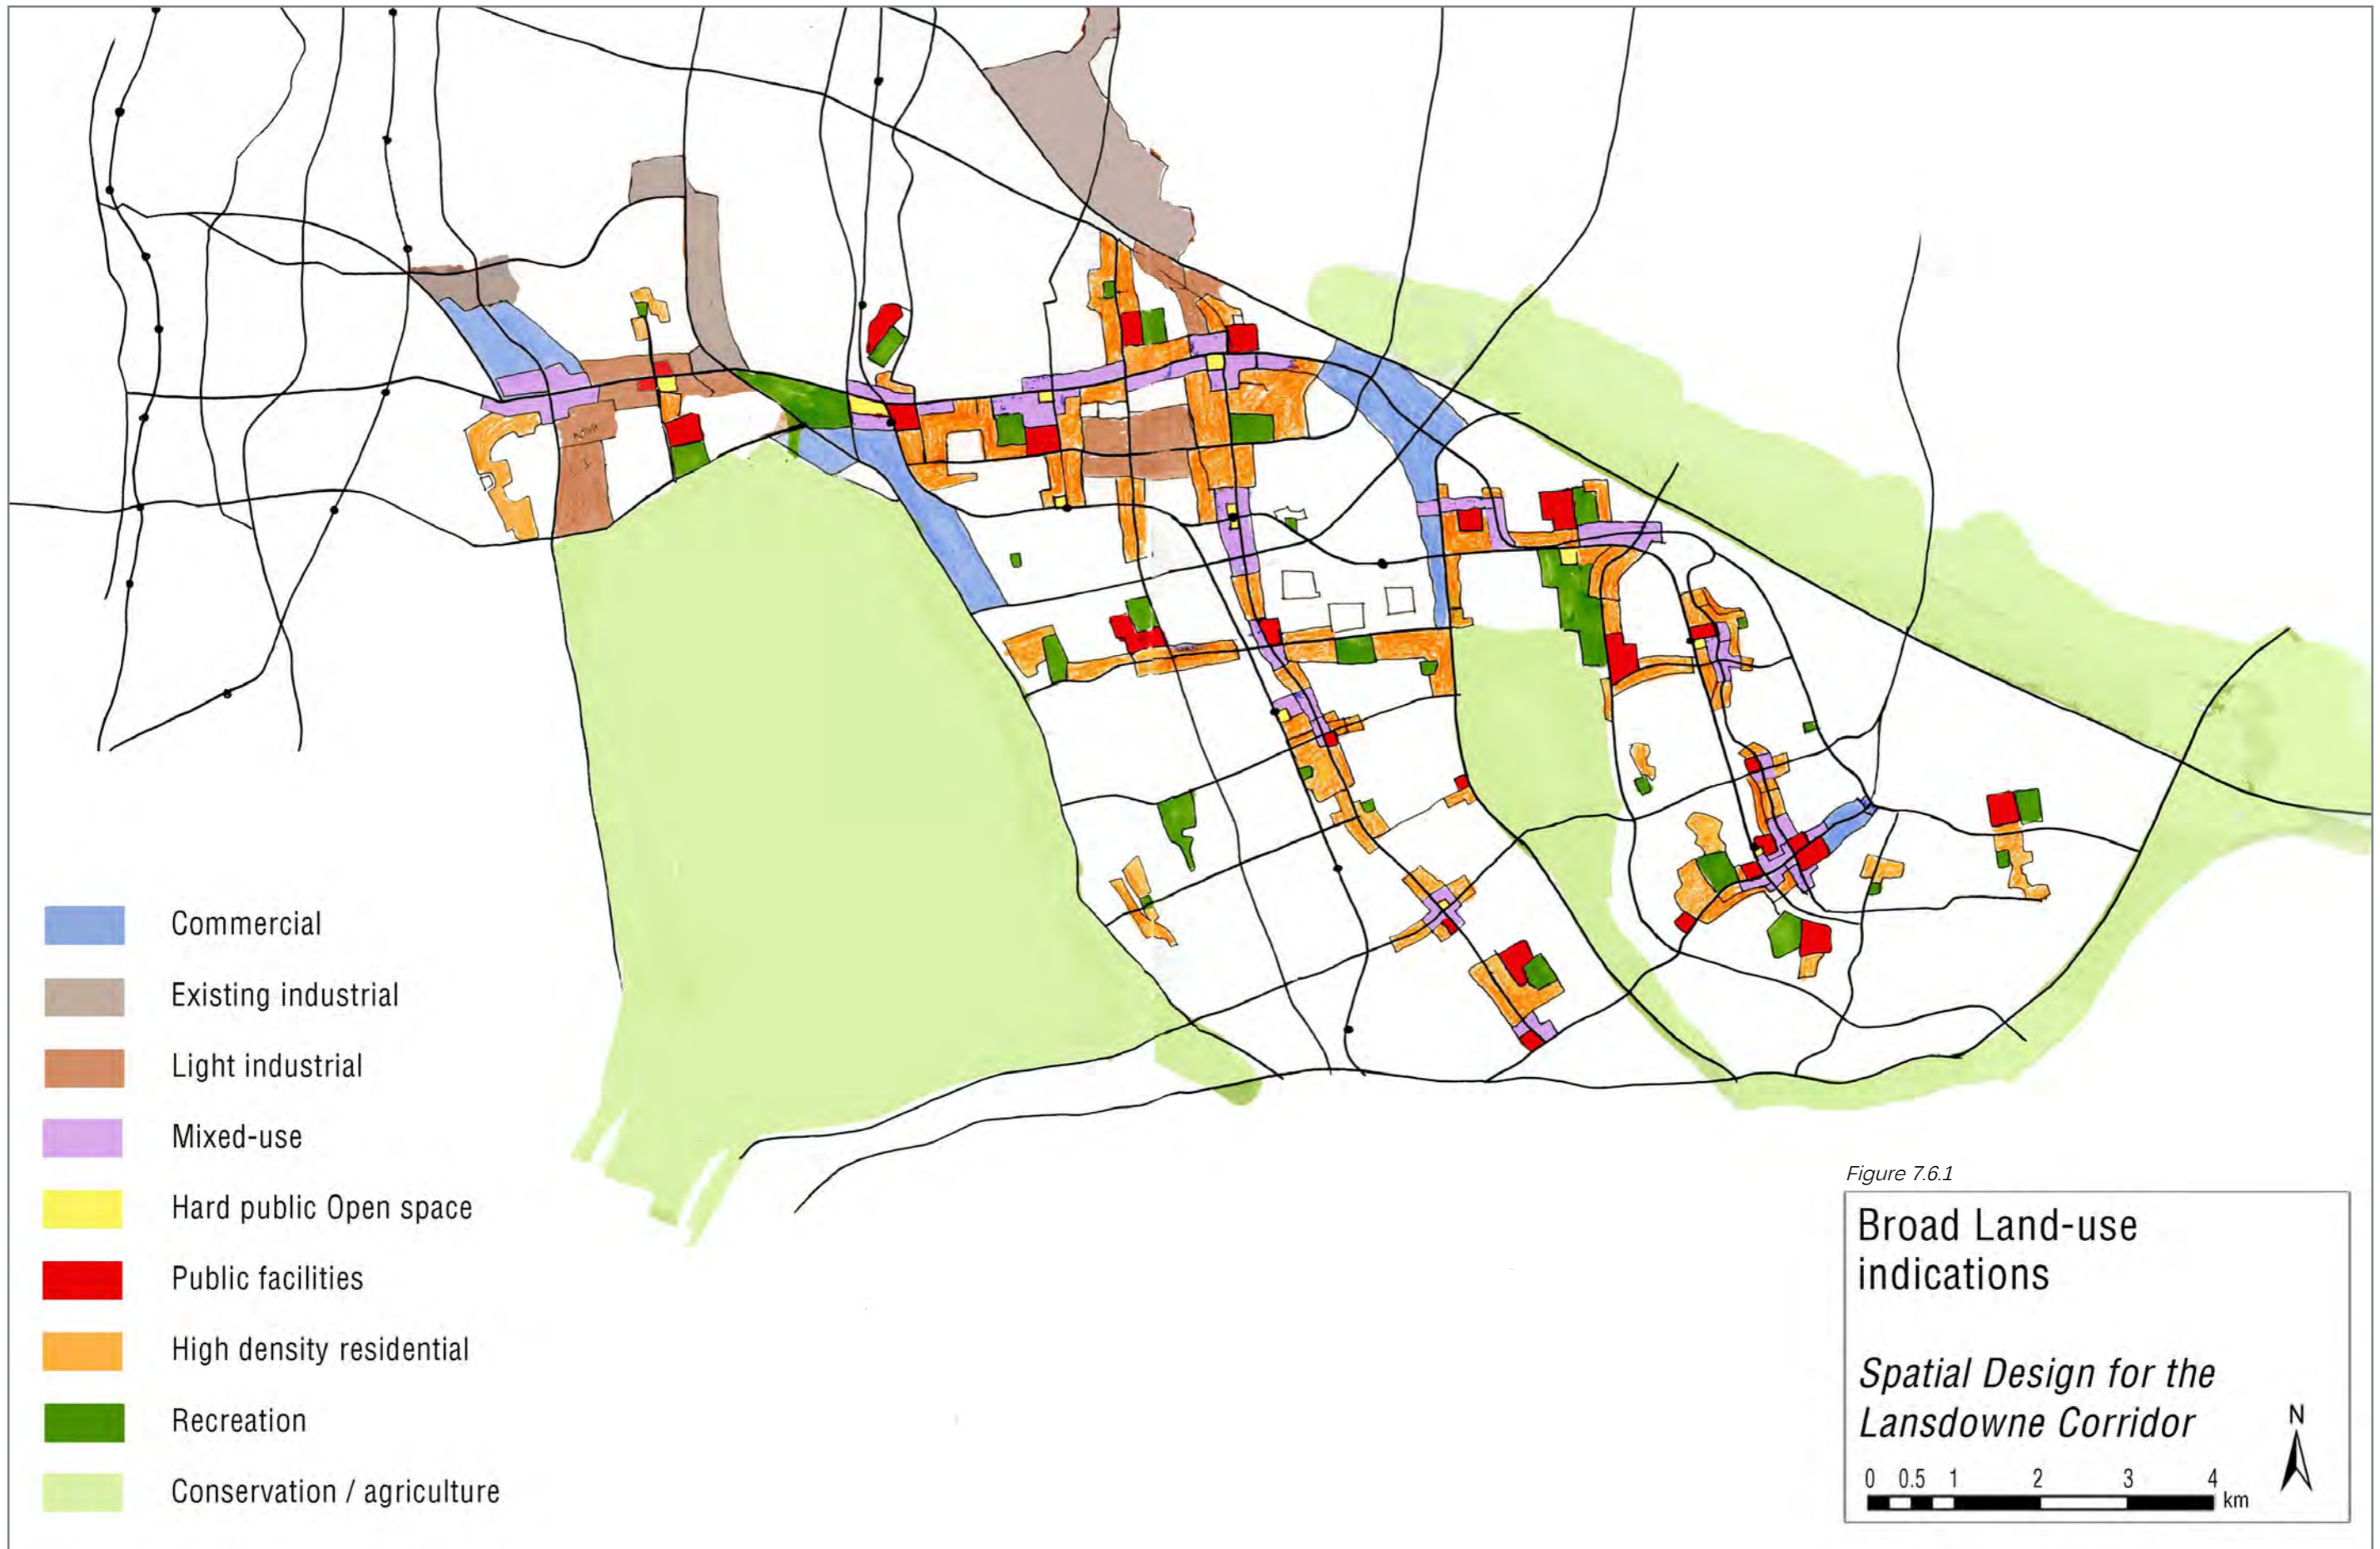 Commercial
Existing industrial
Light industrial
Mixed-use
Hard public Open space
Public facilities
High density residential
Recreation
Conservation / agriculture
Figure 7.6.1
Broad Land-use
indications
Spatial Design for the
Lansdowne Corridor
N
0 0.5 1 2 3 4
km